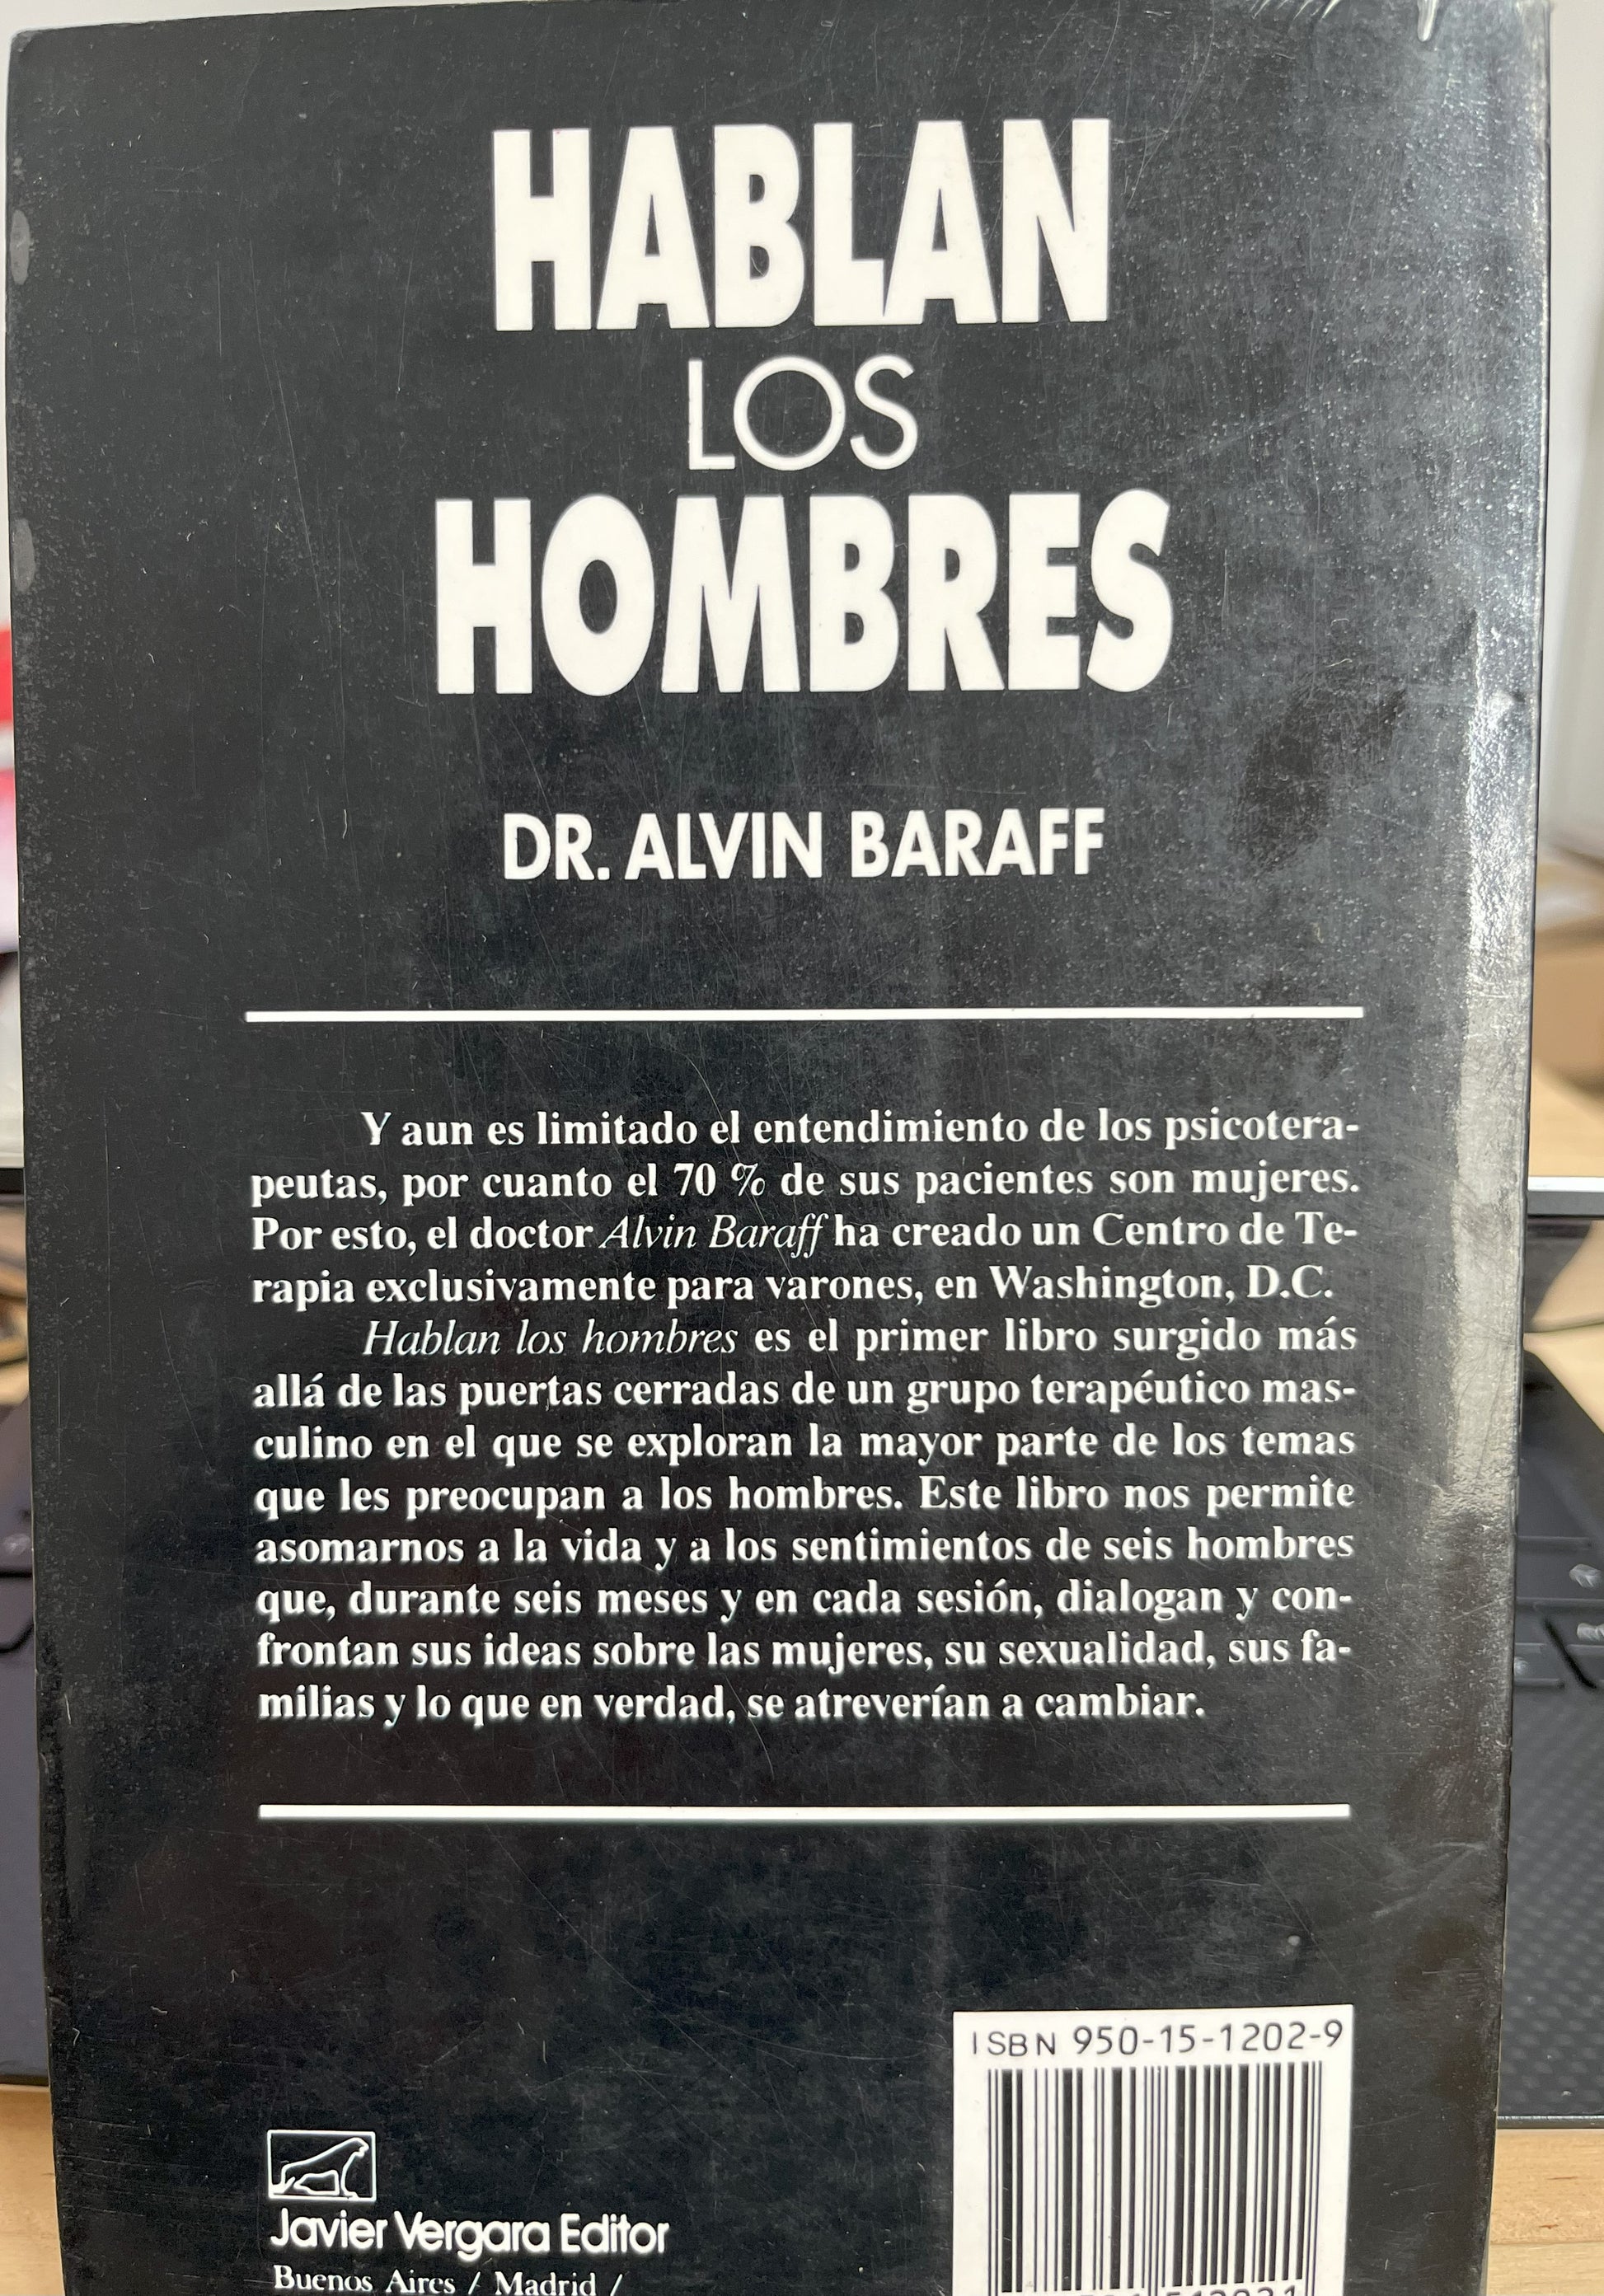 HABLAN
LOS
HOMBRES
DR. ALVIN BARAFF
Y aun es limitado el entendimiento de los psicotera-
peutas, por cuanto el 70 % de sus pacientes son mujeres.
Por esto, el doctor Alvin Baraff ha creado un Centro de Te-
rapia exclusivamente para varones, en Washington, D.C.
Hablan los hombres es el primer libro surgido más
allá de las puertas cerradas de un grupo terapéutico mas-
culino en el que se exploran la mayor parte de los temas
que les preocupan a los hombres. Este libro nos permite
asomarnos a la vida y a los sentimientos de seis hombres
que, durante seis meses y en cada sesión, dialogan y con-
frontan sus ideas sobre las mujeres, su sexualidad, sus fa-
milias y lo que en verdad, se atreverían a cambiar.
ISBN 950-15-1202-9
Javier Vergara Editor
Buenos Aires / Madrid /